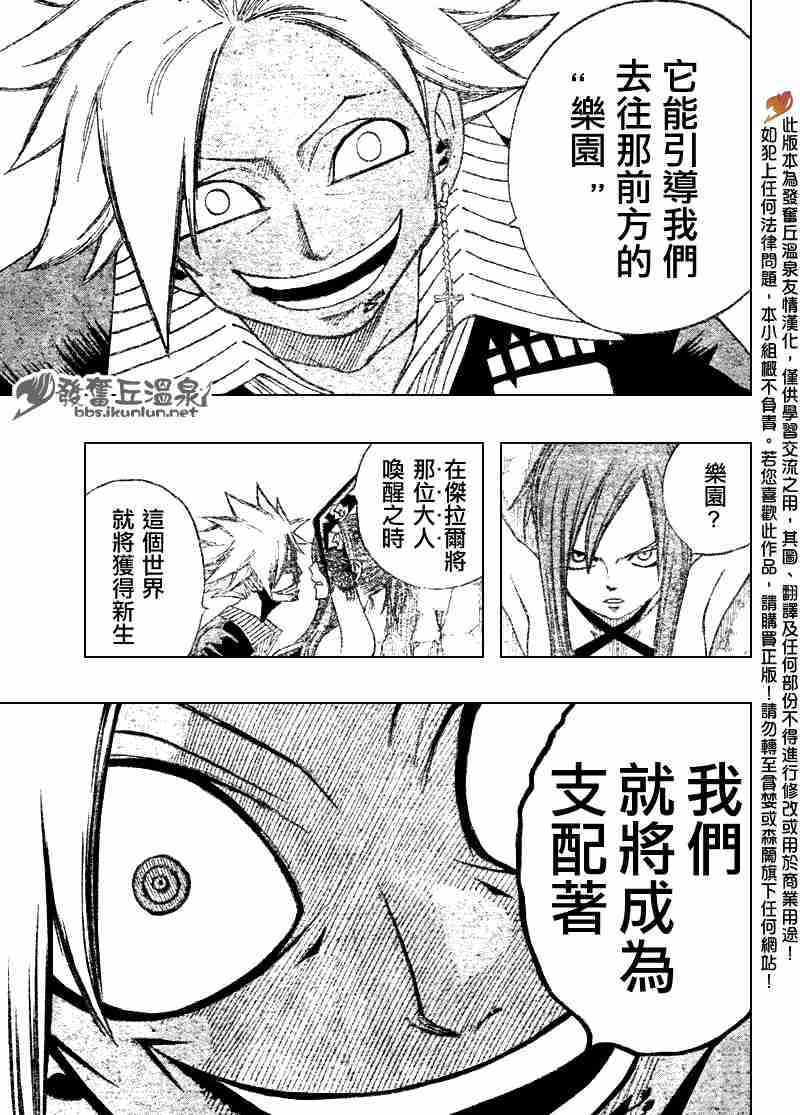 它能引導我們
去往那前方的
“樂園”
樂園？
在傑拉爾將
那位大人
喚醒之時
這個世界
就將獲得新生
我們
就將成為
支配著
發奮丘溫泉
bbs.ikunlun.net
此版本為發奮丘溫泉友情漢化，僅供學習交流之用，其圖、翻譯及任何部份不得進行修改或用於商業用途！
如犯上任何法律問題，本小組概不負責。若您喜歡此作品，請購買正版！請勿轉至貪婪或森蘭旗下任何網站！